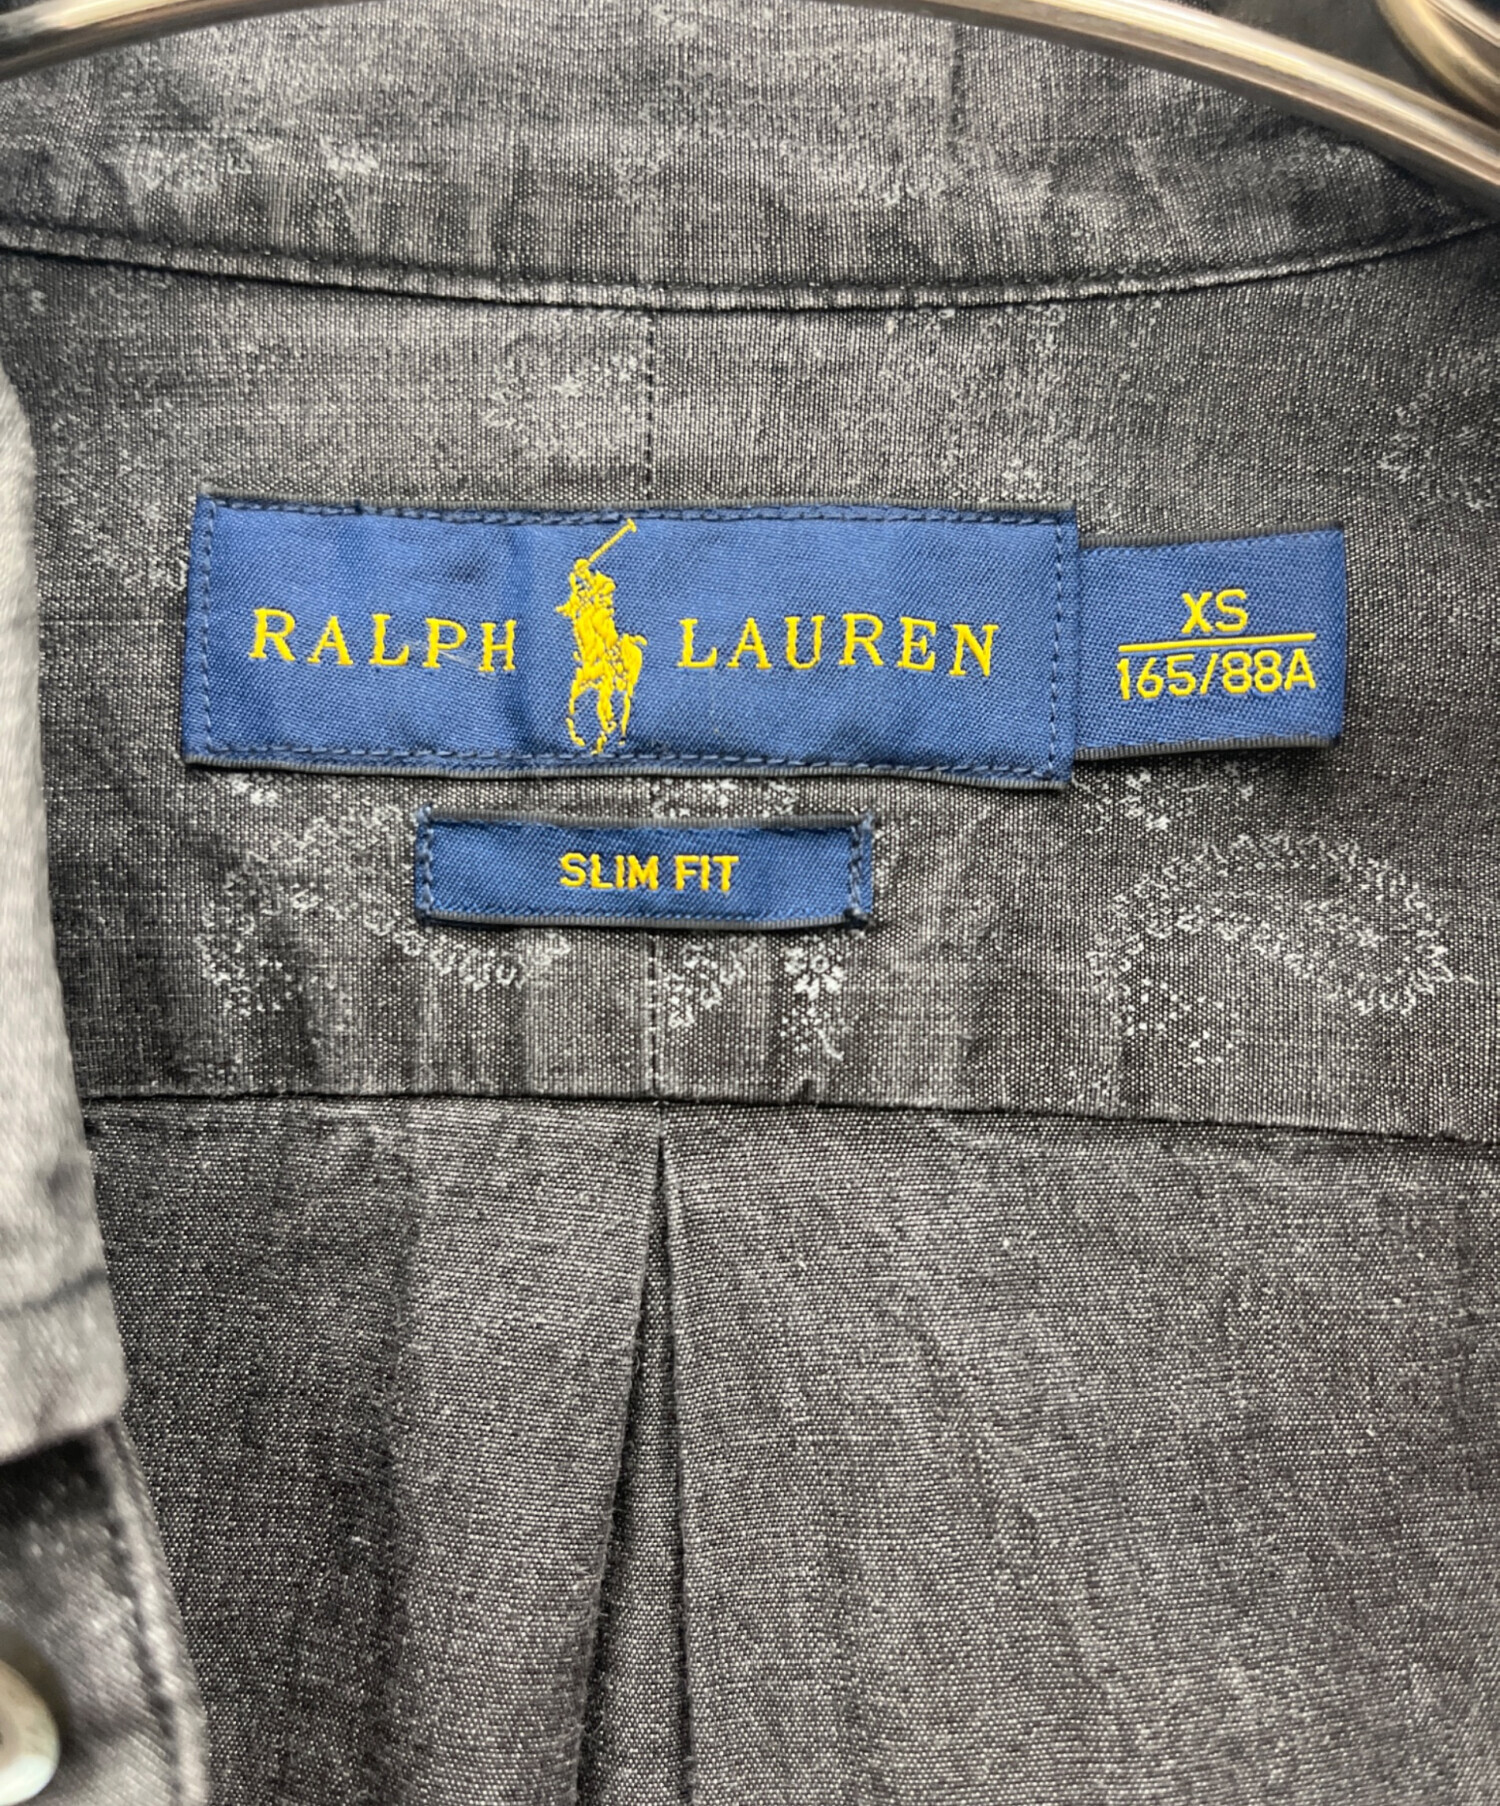 RALPH LAUREN
XS
165/88A
SLIM FIT